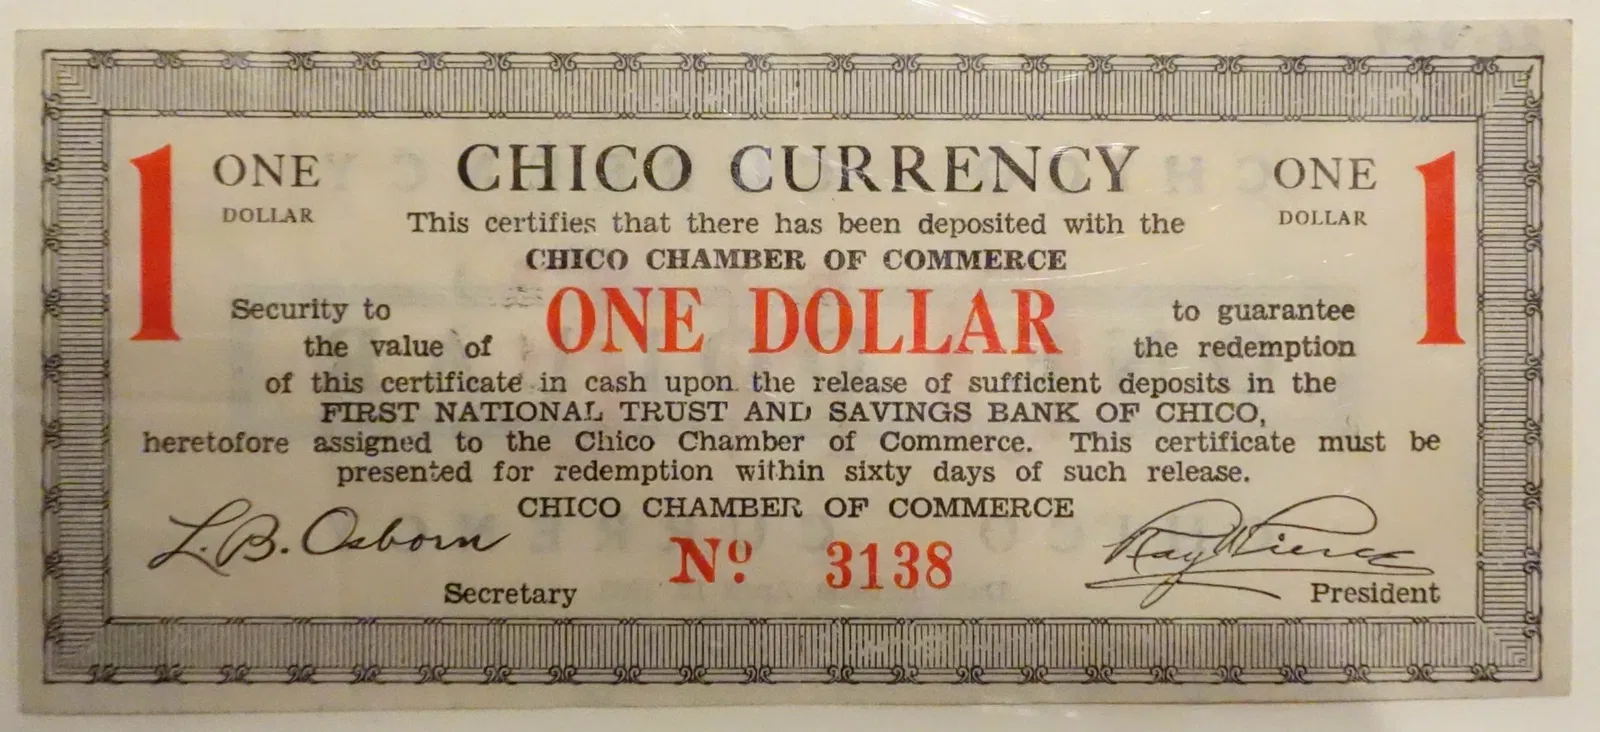 1 ONE CHICO CURRENCY ONE 1
DOLLAR DOLLAR
This certifies that there has been deposited with the
CHICO CHAMBER OF COMMERCE
Security to ONE DOLLAR to guarantee
the value of the redemption
of this certificate in cash upon the release of sufficient deposits in the
FIRST NATIONAL TRUST AND SAVINGS BANK OF CHICO,
heretofore assigned to the Chico Chamber of Commerce. This certificate must be
presented for redemption within sixty days of such release.
CHICO CHAMBER OF COMMERCE
L. B. Osborn Nº 3138 Ray Pierce
Secretary President